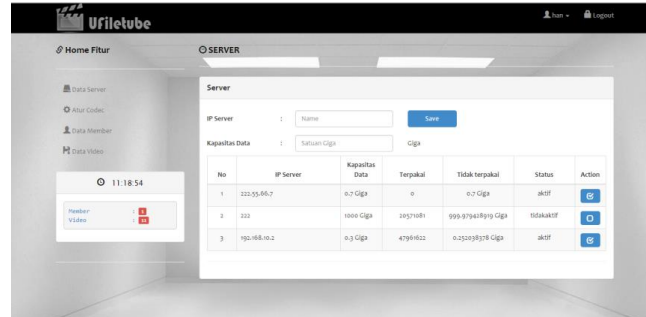 Ufiletube
han
Logout
Home Fitur
SERVER
Data Server
Atur Codec
Data Member
Data Video
11:18:54
Member :
Video :
Server
IP Server : Name Save
Kapasitas Data : Satuan Giga Giga
No IP Server Kapasitas Data Terpakai Tidak terpakai Status Action
1 222.55.66.7 0.7 Giga 0 0.7 Giga aktif
2 222 1000 Giga 20571081 999.979428919 Giga tidakaktif
3 192.168.10.2 0.3 Giga 47961622 0.252038378 Giga aktif